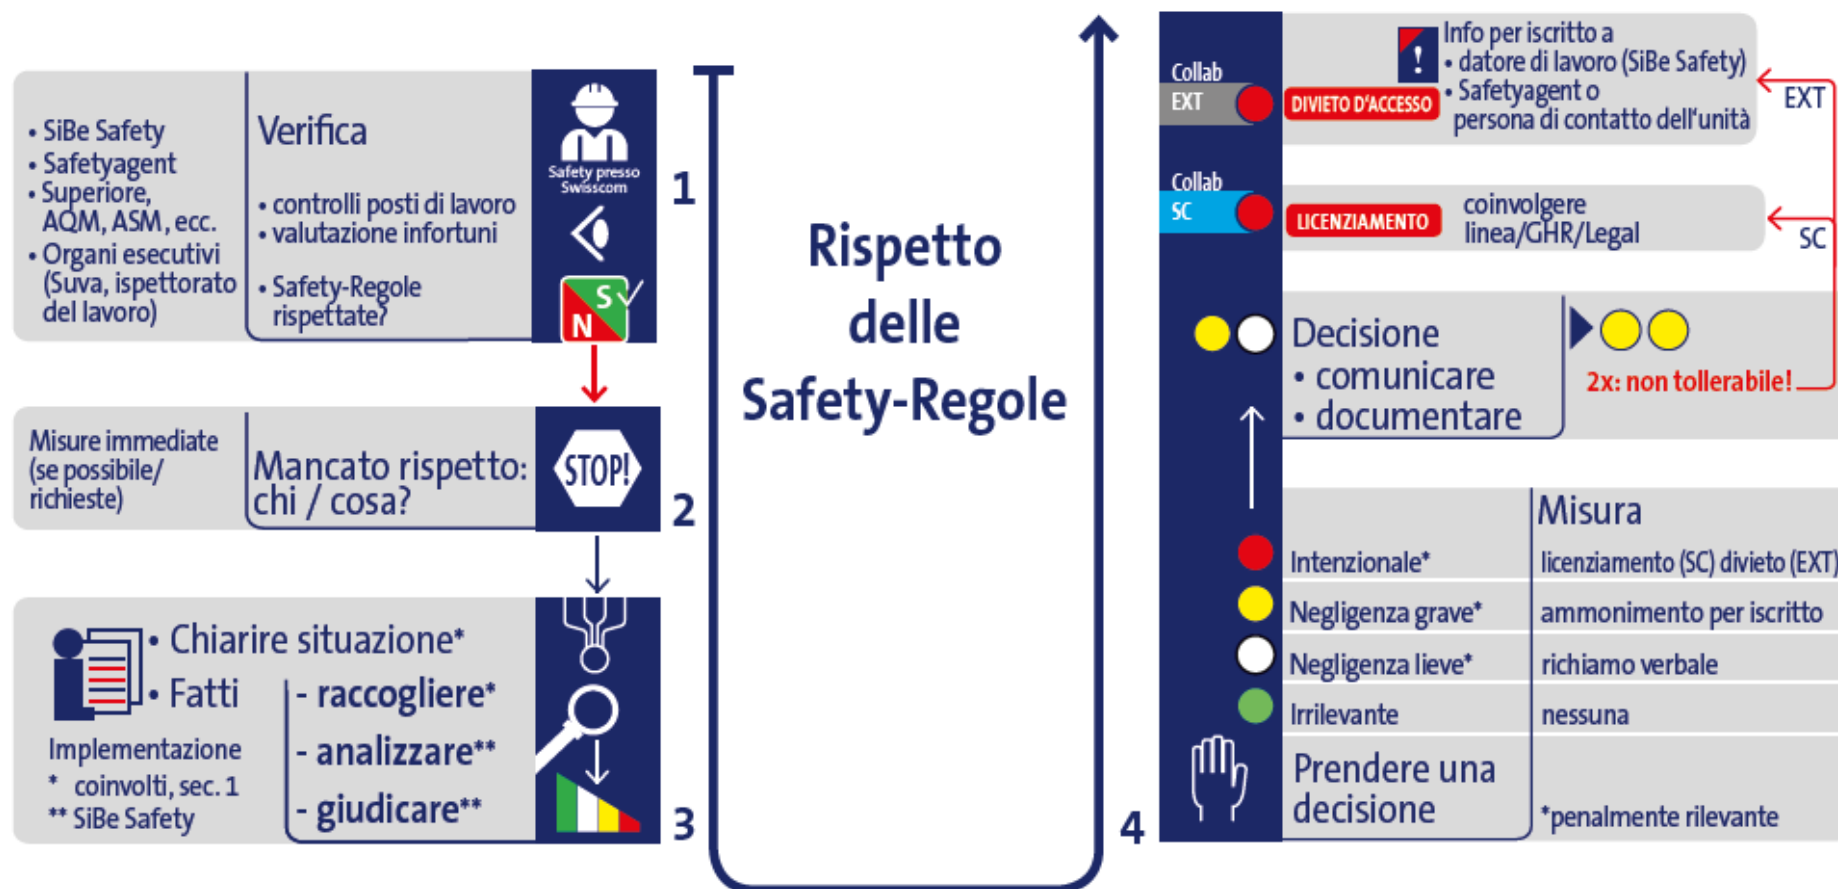 • SiBe Safety
• Safetyagent
• Superiore,
AQM, ASM, ecc.
• Organi esecutivi
(Suva, ispettorato
del lavoro)
Verifica
• controlli posti di lavoro
• valutazione infortuni
• Safety-Regole
rispettate?
Safety presso
Swisscom
S
N
1
Misure immediate
(se possibile/
richieste)
Mancato rispetto:
chi / cosa?
STOP!
2
• Chiarire situazione*
• Fatti
- raccogliere*
- analizzare**
- giudicare**
Implementazione
* coinvolti, sec. 1
** SiBe Safety
3
Rispetto
delle
Safety-Regole
4
Collab
EXT
DIVIETO D'ACCESSO
!
Info per iscritto a
• datore di lavoro (SiBe Safety)
• Safetyagent o
persona di contatto dell'unità
EXT
Collab
SC
LICENZIAMENTO
coinvolgere
linea/GHR/Legal
SC
Decisione
• comunicare
• documentare
2x: non tollerabile!
Misura
Intenzionale*
licenziamento (SC) divieto (EXT)
Negligenza grave*
ammonimento per iscritto
Negligenza lieve*
richiamo verbale
Irrilevante
nessuna
Prendere una
decisione
*penalmente rilevante